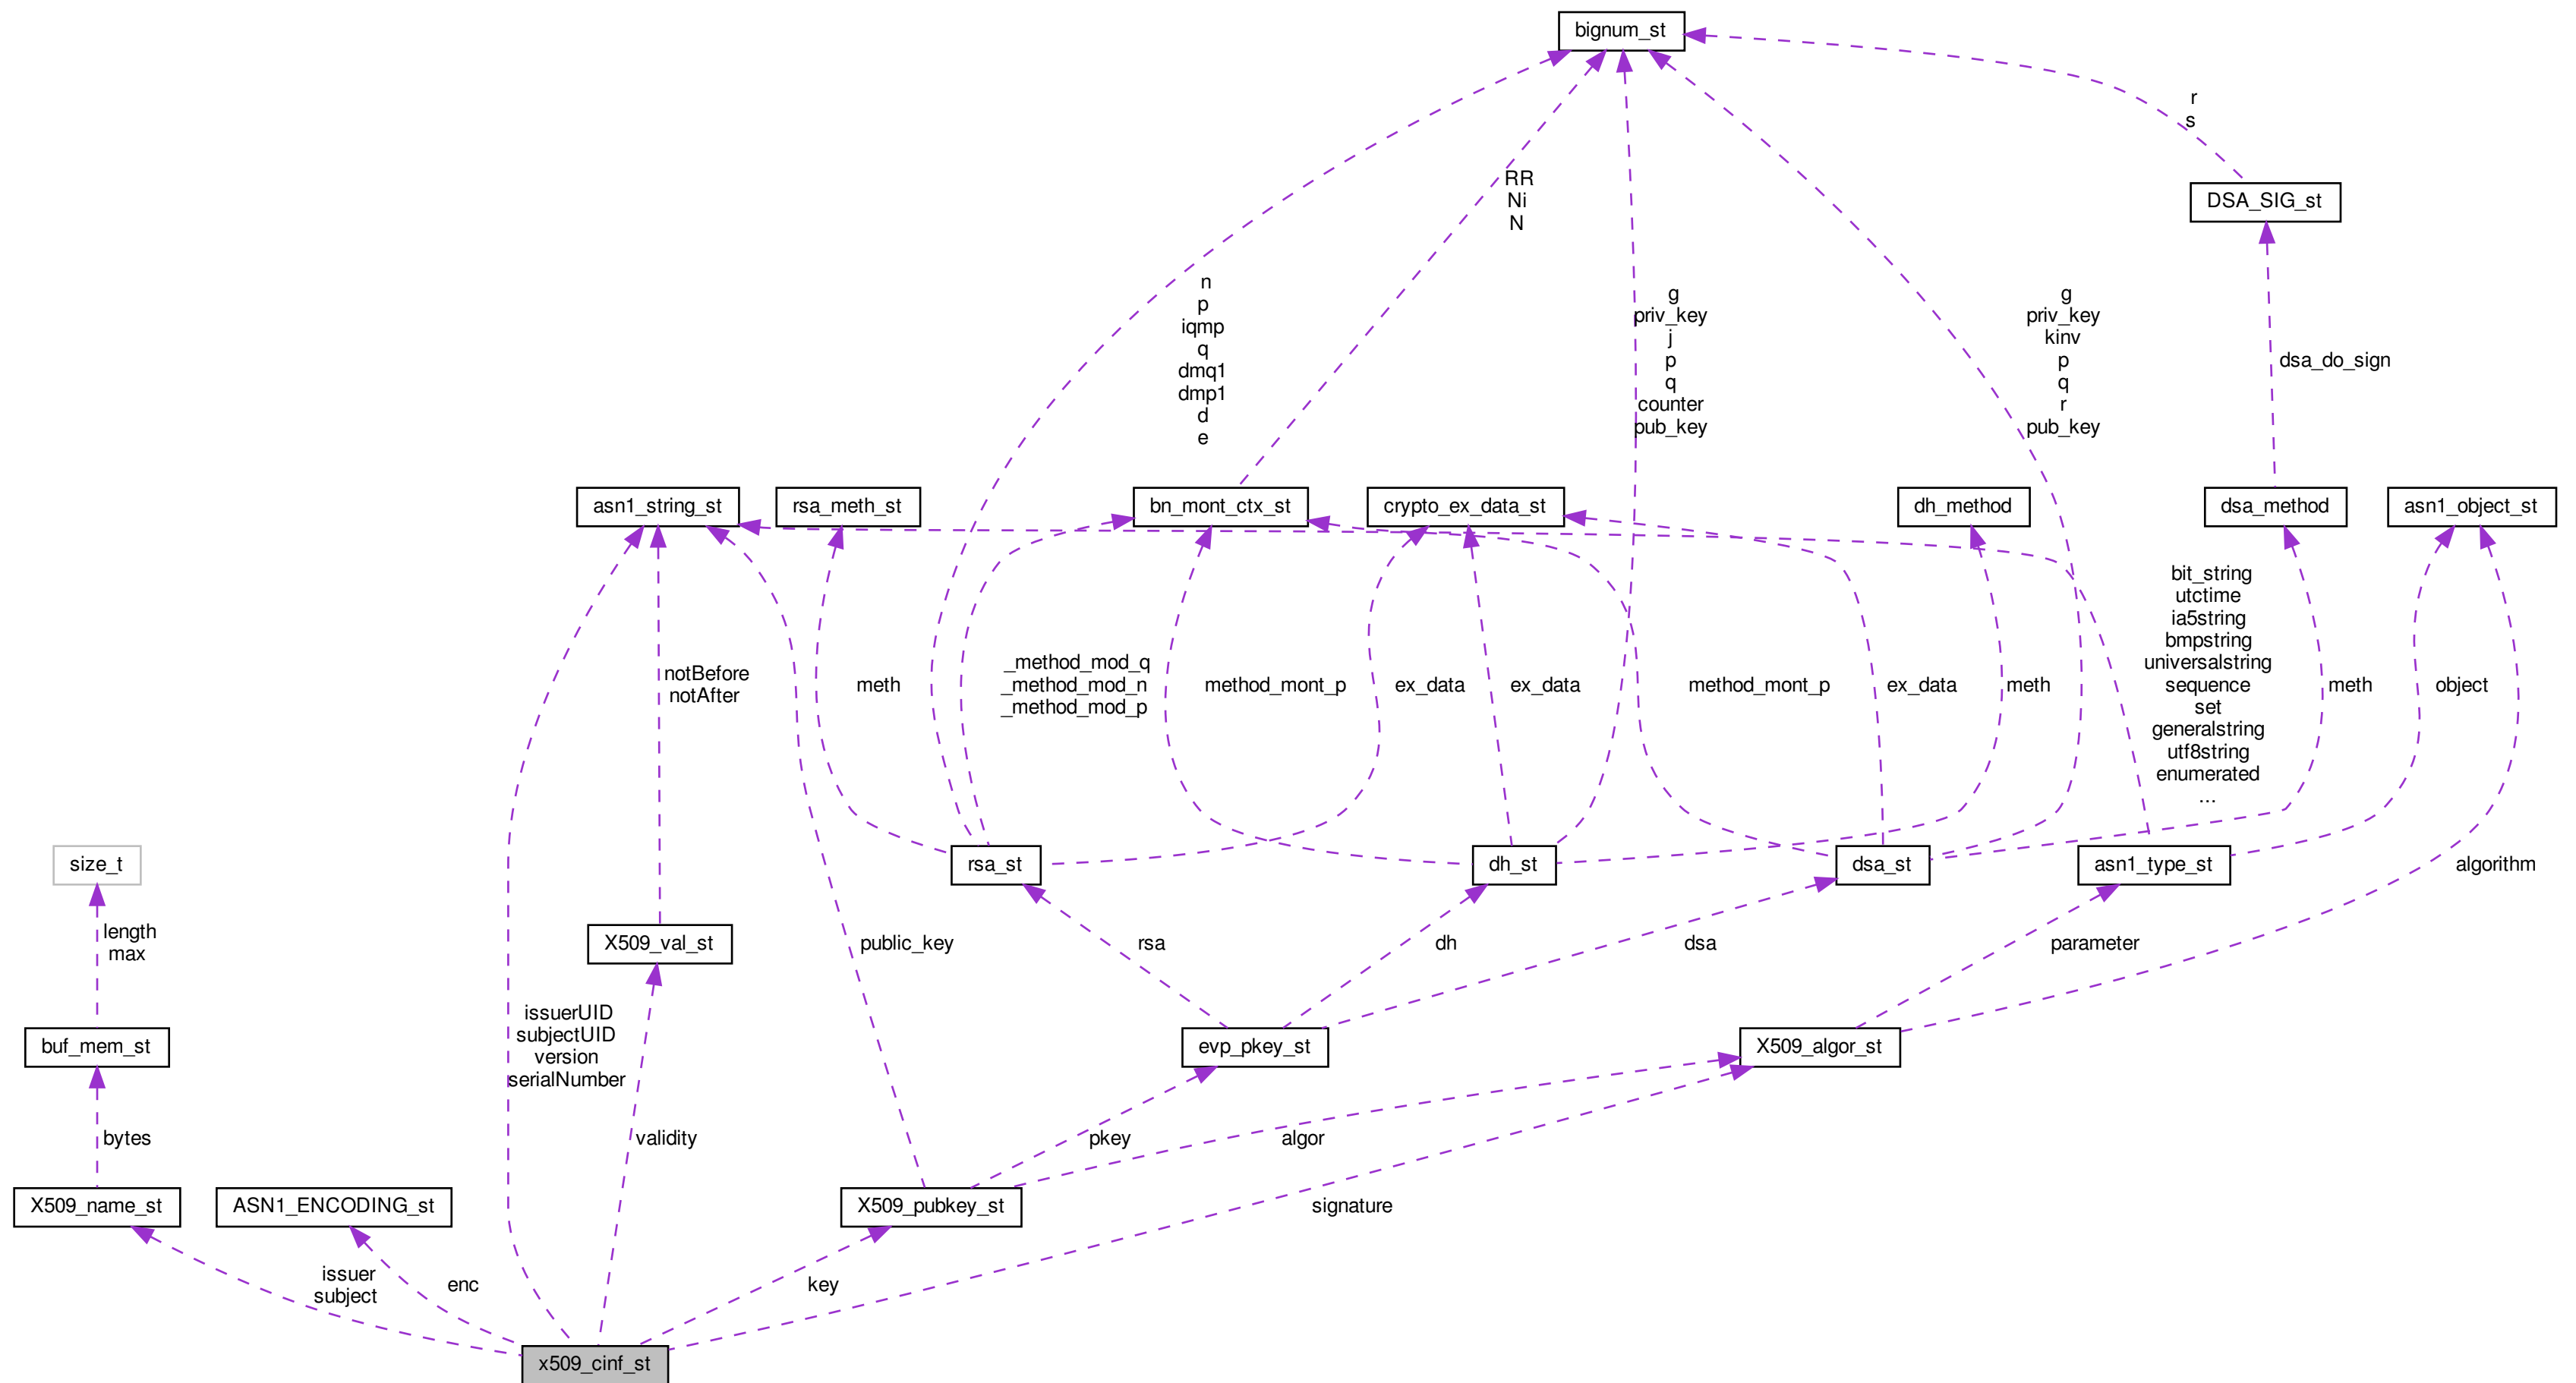 bignum_st
r
s
RR
Ni
N
DSA_SIG_st
n
p
iqmp
q
dmq1
dmp1
d
e
g
priv_key
j
p
q
counter
pub_key
g
priv_key
kinv
p
q
r
pub_key
dsa_do_sign
asn1_string_st
rsa_meth_st
bn_mont_ctx_st
crypto_ex_data_st
dh_method
dsa_method
asn1_object_st
notBefore
notAfter
meth
_method_mod_q
_method_mod_n
_method_mod_p
method_mont_p
ex_data
ex_data
method_mont_p
ex_data
meth
bit_string
utctime
ia5string
bmpstring
universalstring
sequence
set
generalstring
utf8string
enumerated
...
meth
object
size_t
rsa_st
dh_st
dsa_st
asn1_type_st
algorithm
length
max
X509_val_st
public_key
rsa
dh
dsa
parameter
issuerUID
subjectUID
version
serialNumber
buf_mem_st
evp_pkey_st
X509_algor_st
bytes
validity
pkey
algor
X509_name_st
ASN1_ENCODING_st
X509_pubkey_st
signature
issuer
subject
enc
key
x509_cinf_st